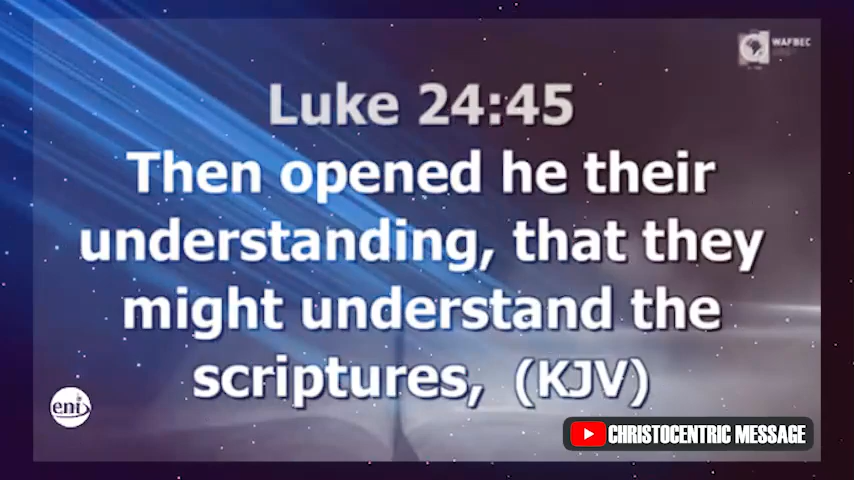 WAFBEC
Luke 24:45
Then opened he their
understanding, that they
might understand the
scriptures, (KJV)
eni
CHRISTOCENTRIC MESSAGE